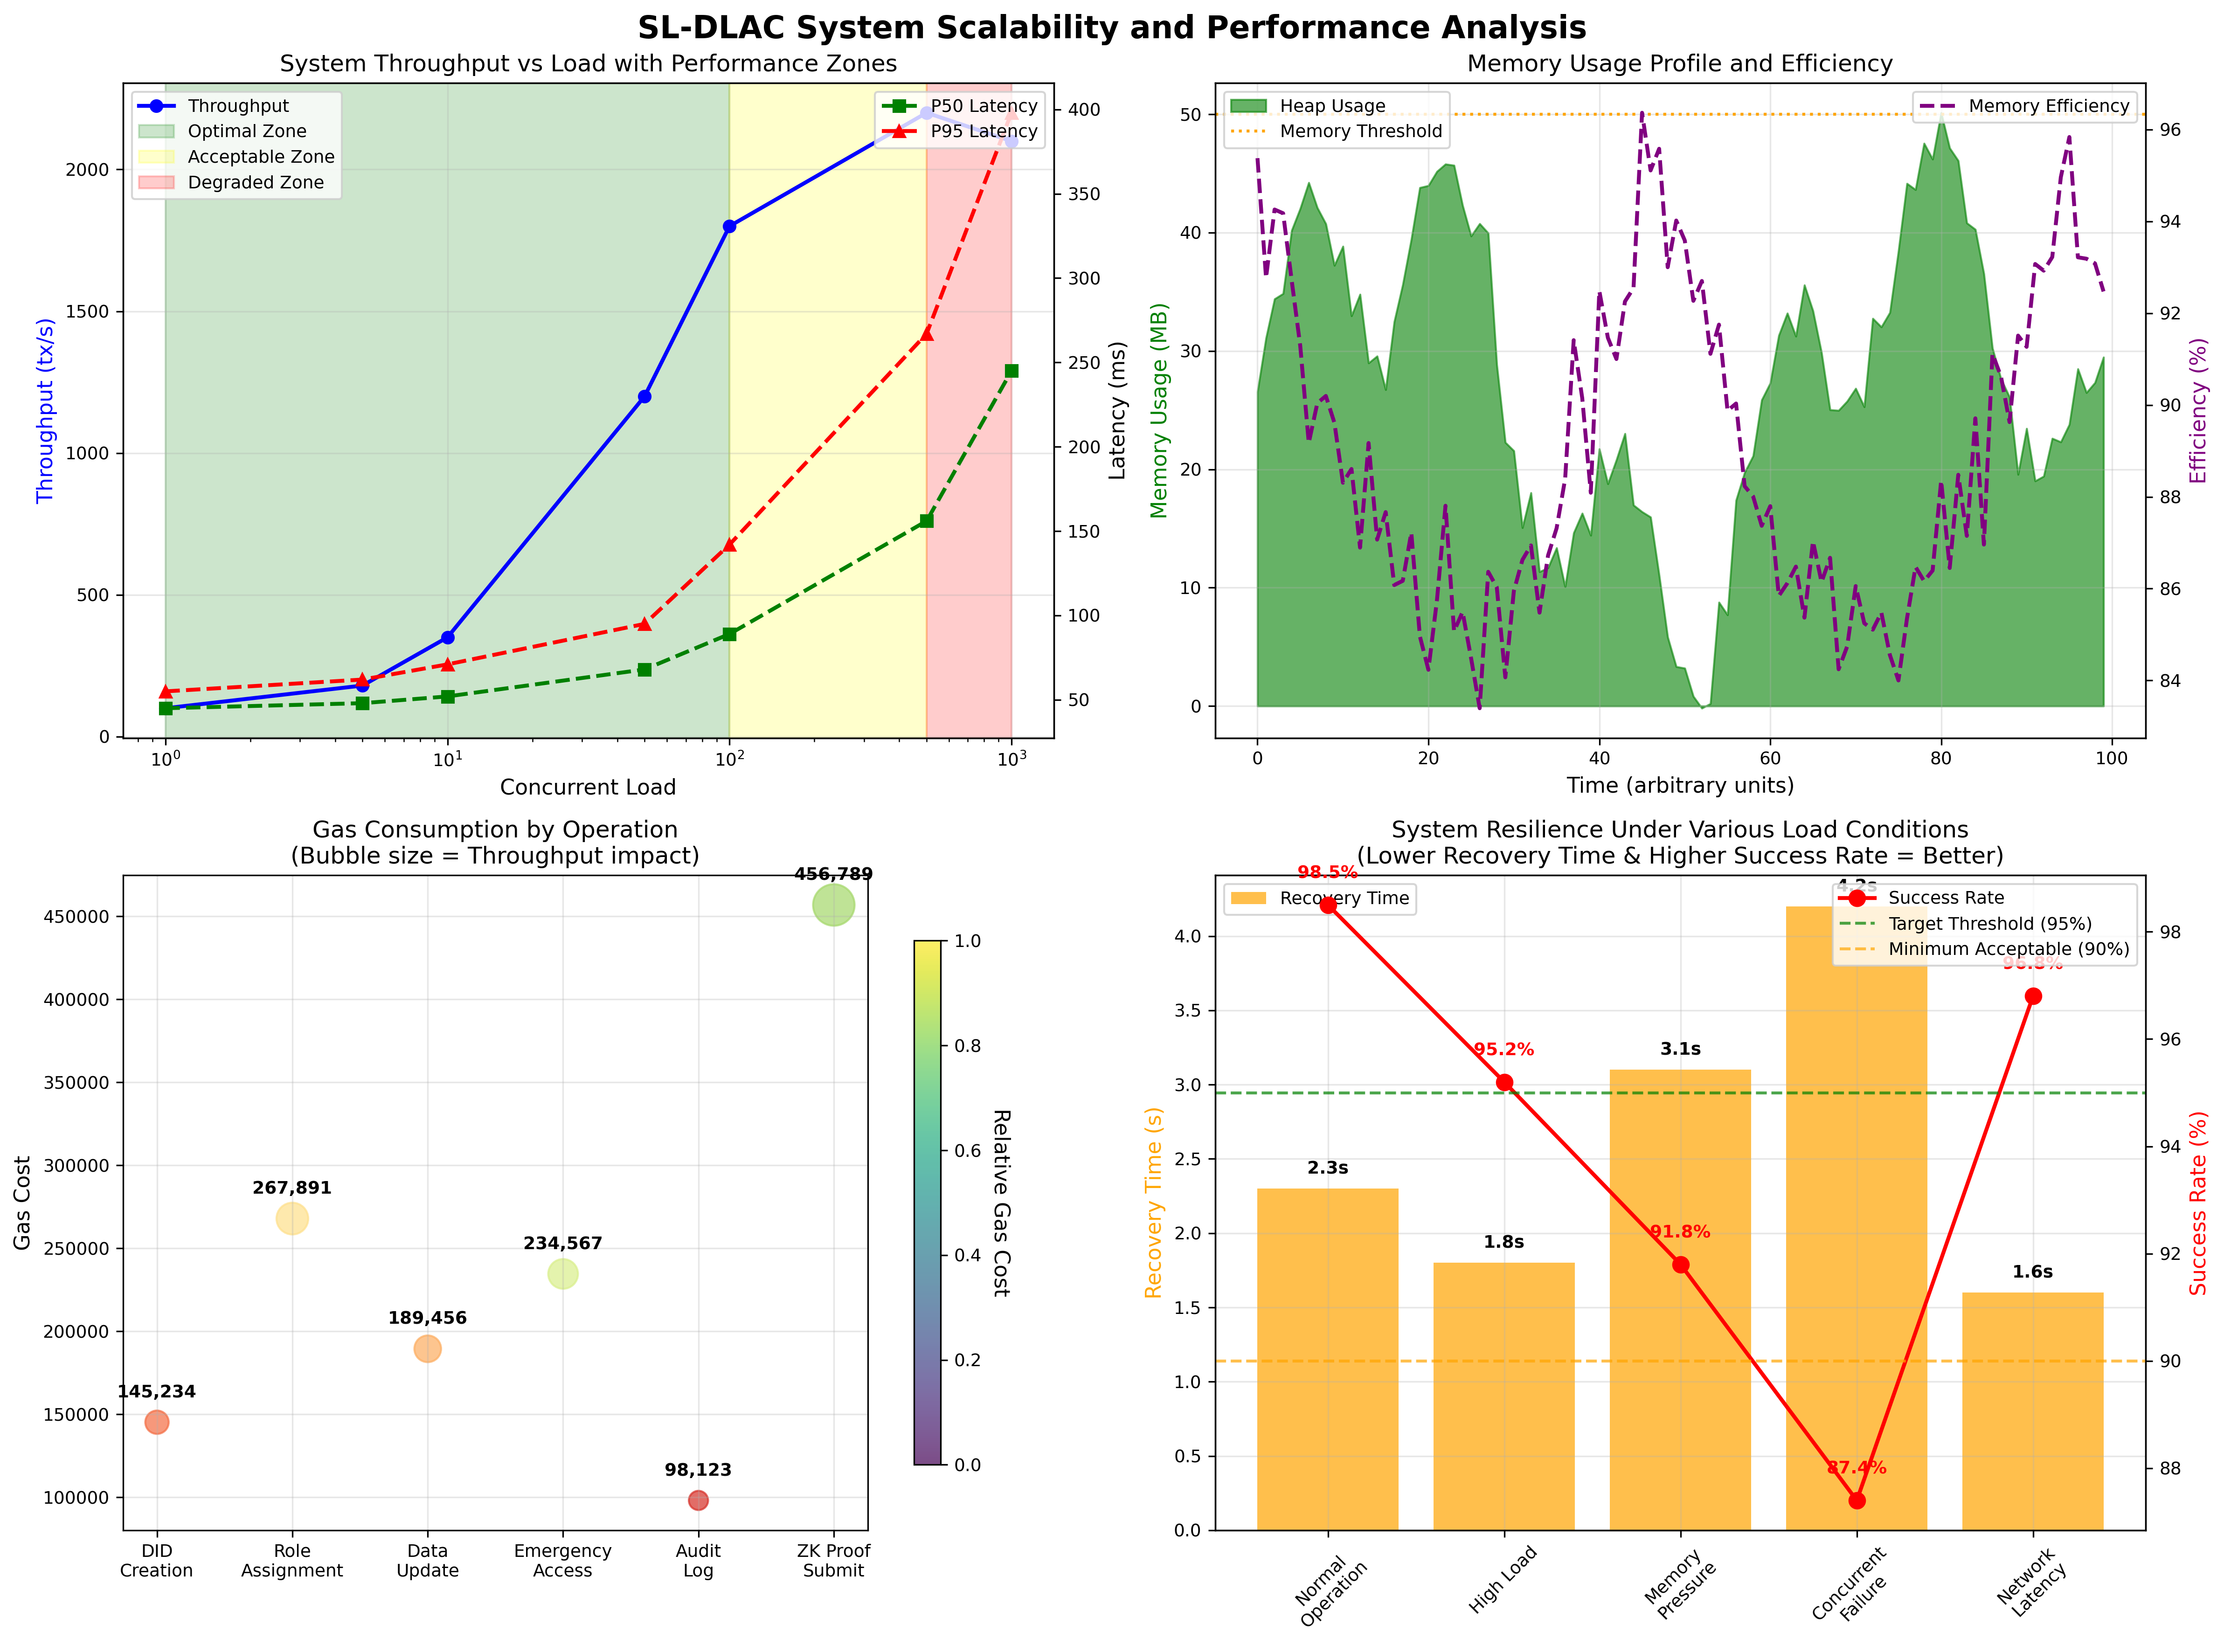 SL-DLAC System Scalability and Performance Analysis
System Throughput vs Load with Performance Zones
Throughput
Optimal Zone
Acceptable Zone
Degraded Zone
P50 Latency
P95 Latency
Throughput (tx/s)
2000
1500
1000
500
0
400
350
300
250
200
150
100
50
Latency (ms)
10⁰
10¹
10²
10³
Concurrent Load
Memory Usage Profile and Efficiency
Heap Usage
Memory Threshold
Memory Efficiency
Memory Usage (MB)
50
40
30
20
10
0
96
94
92
90
88
86
84
Efficiency (%)
0
20
40
60
80
100
Time (arbitrary units)
Gas Consumption by Operation
(Bubble size = Throughput impact)
Gas Cost
450000
400000
350000
300000
250000
200000
150000
100000
145,234
267,891
189,456
234,567
98,123
456,789
DID
Creation
Role
Assignment
Data
Update
Emergency
Access
Audit
Log
ZK Proof
Submit
1.0
0.8
0.6
0.4
0.2
0.0
Relative Gas Cost
System Resilience Under Various Load Conditions
(Lower Recovery Time & Higher Success Rate = Better)
Recovery Time
Success Rate
Target Threshold (95%)
Minimum Acceptable (90%)
Recovery Time (s)
4.0
3.5
3.0
2.5
2.0
1.5
1.0
0.5
0.0
98.5%
95.2%
91.8%
87.4%
96.8%
2.3s
1.8s
3.1s
4.2s
1.6s
98
96
94
92
90
88
Success Rate (%)
Normal
Operation
High Load
Memory
Pressure
Concurrent
Failure
Network
Latency